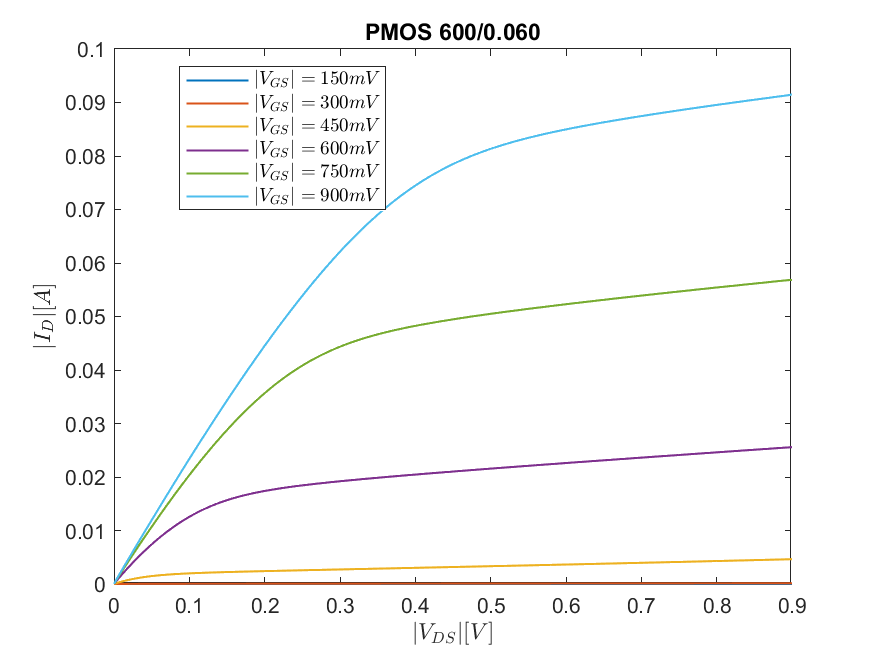 PMOS 600/0.060
0.1
0.09
0.08
0.07
0.06
0.05
0.04
0.03
0.02
0.01
0
|I_D|[A]
|V_GS| = 150mV
|V_GS| = 300mV
|V_GS| = 450mV
|V_GS| = 600mV
|V_GS| = 750mV
|V_GS| = 900mV
0 0.1 0.2 0.3 0.4 0.5 0.6 0.7 0.8 0.9
|V_DS|[V]